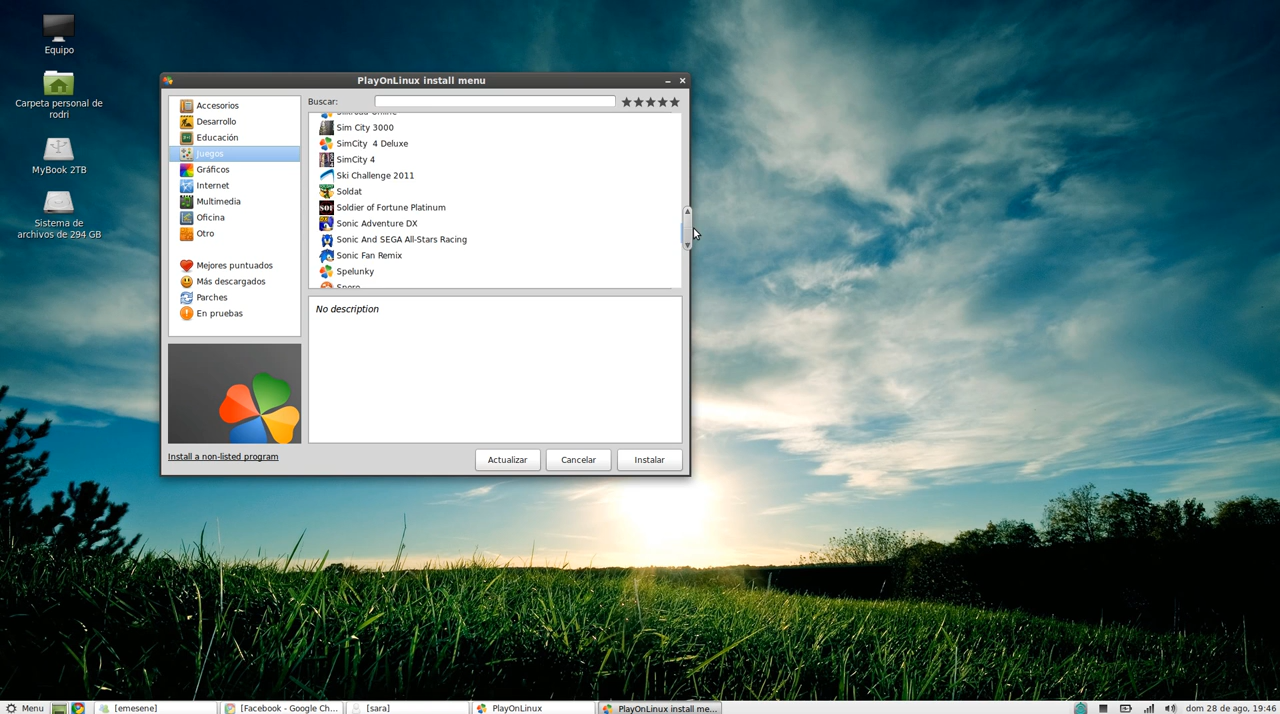 Equipo
Carpeta personal de
rodri
MyBook 2TB
Sistema de
archivos de 294 GB
PlayOnLinux install menu
Accesorios
Desarrollo
Educación
Juegos
Gráficos
Internet
Multimedia
Oficina
Otro
Mejores puntuados
Más descargados
Parches
En pruebas
Install a non-listed program
Buscar:
Sim City 3000
SimCity 4 Deluxe
SimCity 4
Ski Challenge 2011
Soldat
SOF Soldier of Fortune Platinum
Sonic Adventure DX
Sonic And SEGA All-Stars Racing
Sonic Fan Remix
Spelunky
Spore
No description
Actualizar
Cancelar
Instalar
Menu
[emesene]
[Facebook - Google Ch...
[sara]
PlayOnLinux
PlayOnLinux install me...
dom 28 de ago, 19:46